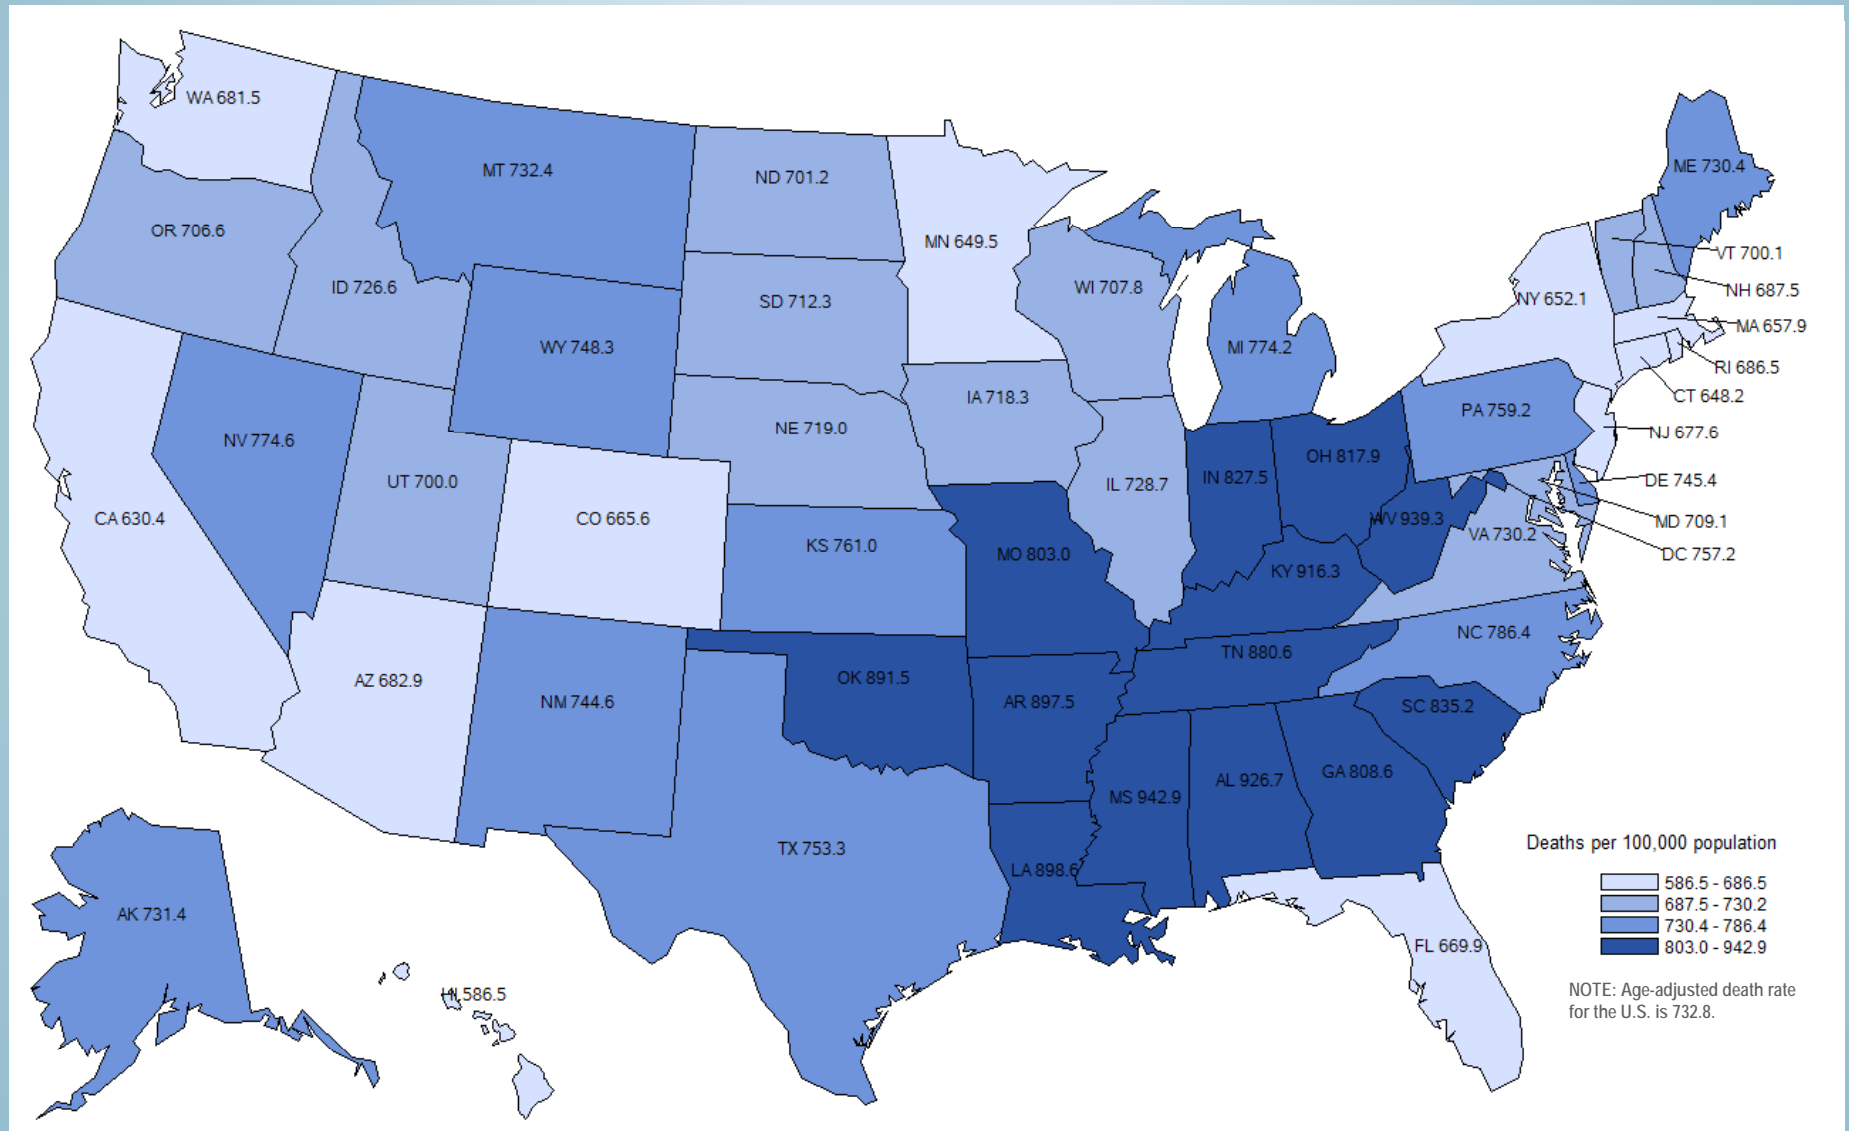 WA 681.5
MT 732.4
ND 701.2
ME 730.4
OR 706.6
MN 649.5
VT 700.1
ID 726.6
SD 712.3
WI 707.8
NH 687.5
NY 652.1
MA 657.9
WY 748.3
MI 774.2
RI 686.5
IA 718.3
CT 648.2
PA 759.2
NV 774.6
NE 719.0
NJ 677.6
OH 817.9
UT 700.0
IL 728.7
IN 827.5
DE 745.4
CA 630.4
CO 665.6
WV 939.3
MD 709.1
VA 730.2
KS 761.0
MO 803.0
DC 757.2
KY 916.3
NC 786.4
TN 880.6
AZ 682.9
OK 891.5
NM 744.6
AR 897.5
SC 835.2
GA 808.6
AL 926.7
MS 942.9
TX 753.3
LA 898.6
AK 731.4
FL 669.9
HI 586.5
Deaths per 100,000 population
586.5 - 686.5
687.5 - 730.2
730.4 - 786.4
803.0 - 942.9
NOTE: Age-adjusted death rate
for the U.S. is 732.8.